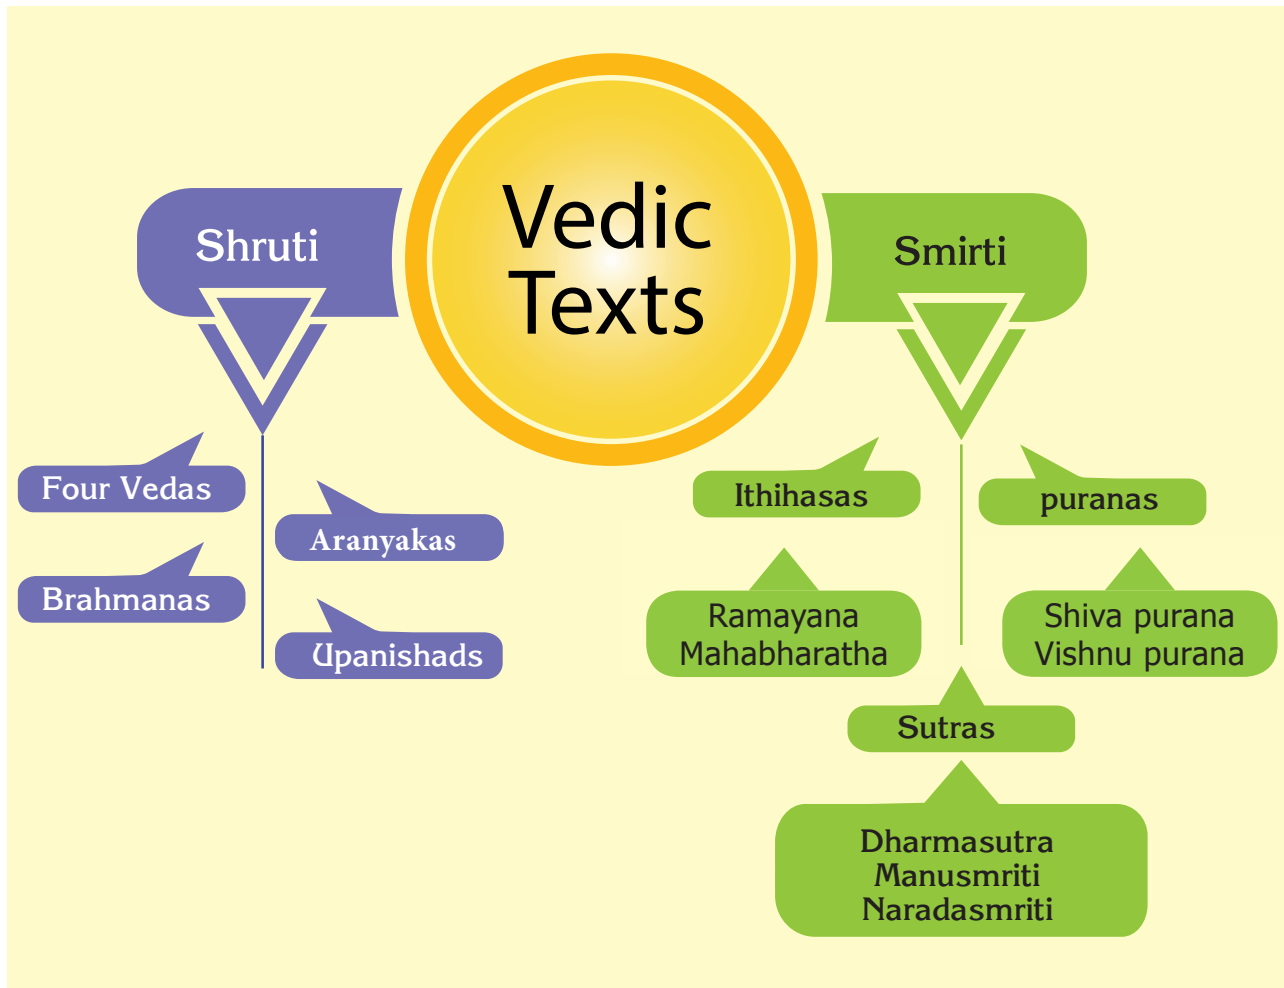 Vedic
Texts
Shruti
Four Vedas
Aranyakas
Brahmanas
Upanishads
Smirti
Ithihasas
puranas
Ramayana
Mahabharatha
Shiva purana
Vishnu purana
Sutras
Dharmasutra
Manusmriti
Naradasmriti